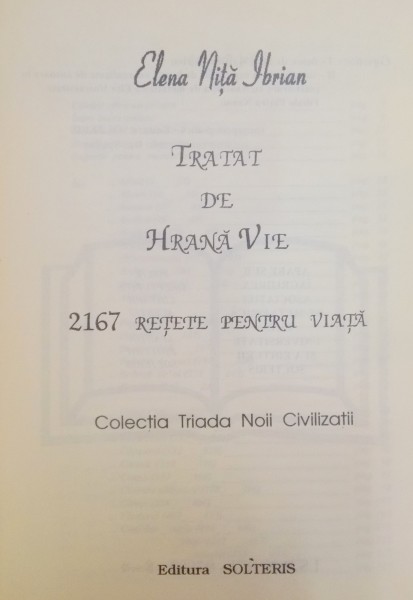 Elena Niță Ibrian
TRATAT
DE
HRANĂ VIE
2167 REȚETE PENTRU VIAȚĂ
Colectia Triada Noii Civilizatii
Editura SOLTERIS